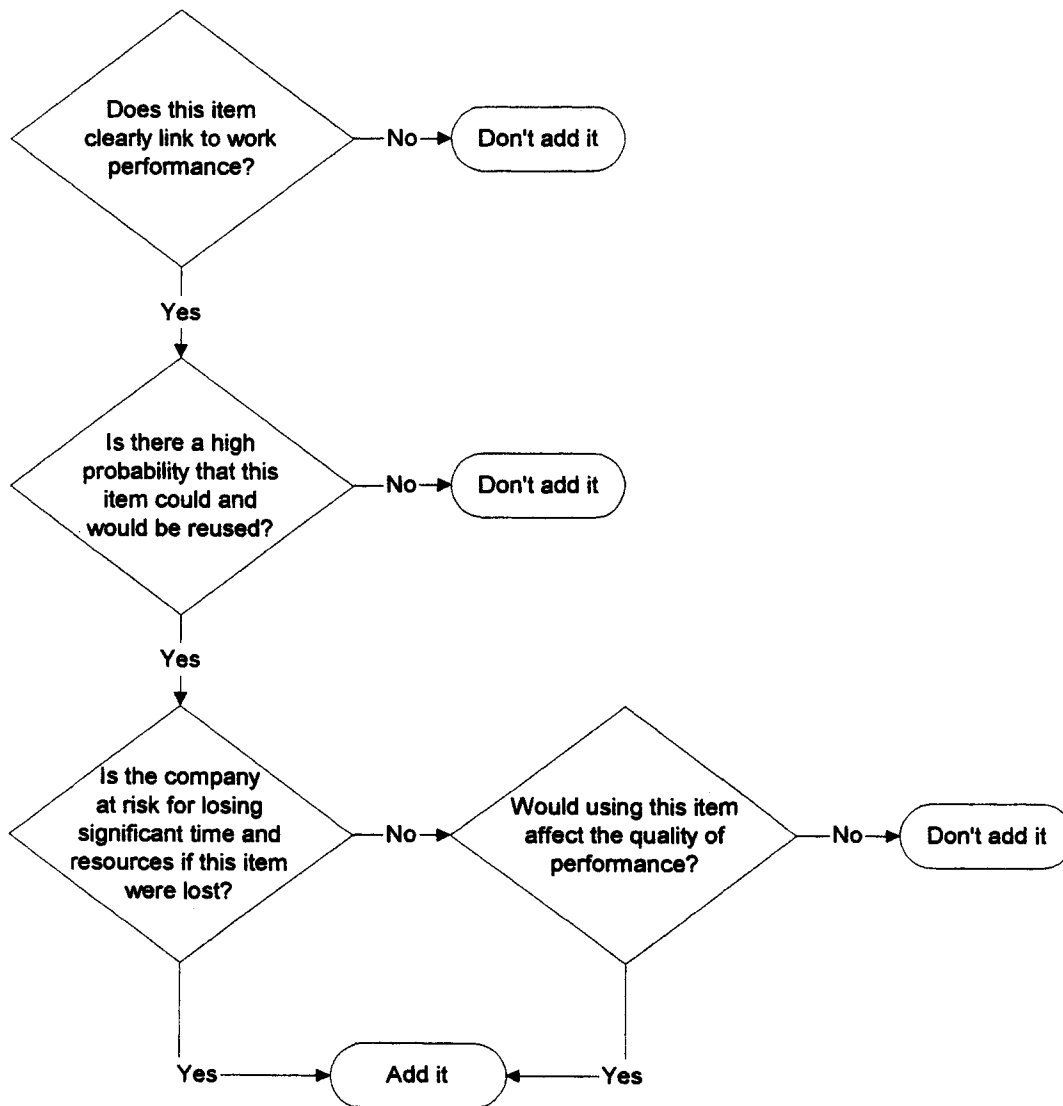 Does this item
clearly link to work
performance?
No
Don't add it
Yes
Is there a high
probability that this
item could and
would be reused?
No
Don't add it
Yes
Is the company
at risk for losing
significant time and
resources if this item
were lost?
No
Would using this item
affect the quality of
performance?
No
Don't add it
Yes
Add it
Yes